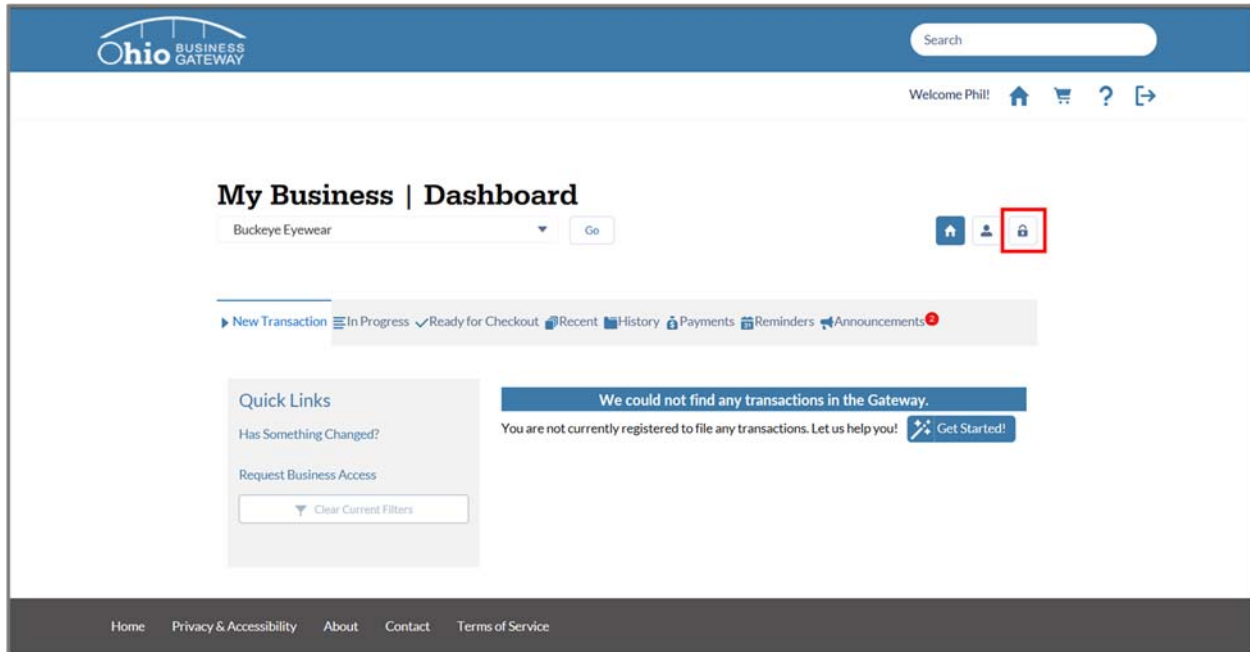 Ohio BUSINESS GATEWAY
Search
Welcome Phil!
My Business | Dashboard
Buckeye Eyewear
Go
New Transaction In Progress Ready for Checkout Recent History Payments Reminders Announcements 2
Quick Links
Has Something Changed?
Request Business Access
Clear Current Filters
We could not find any transactions in the Gateway.
You are not currently registered to file any transactions. Let us help you! Get Started!
Home Privacy & Accessibility About Contact Terms of Service